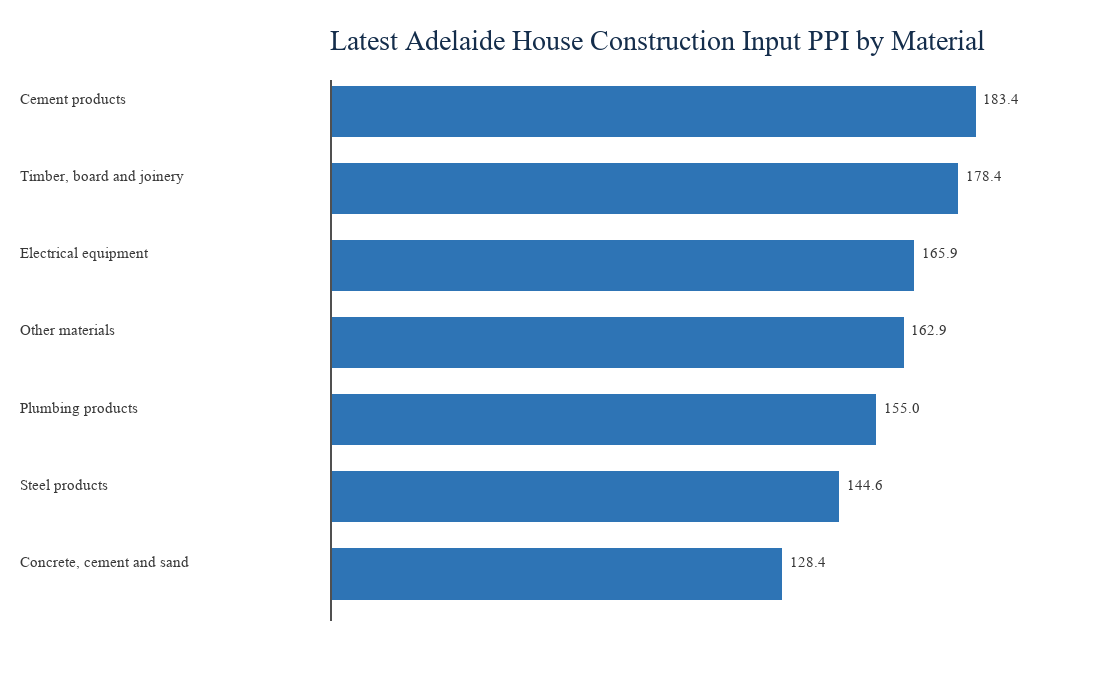 Latest Adelaide House Construction Input PPI by Material
Cement products 183.4
Timber, board and joinery 178.4
Electrical equipment 165.9
Other materials 162.9
Plumbing products 155.0
Steel products 144.6
Concrete, cement and sand 128.4